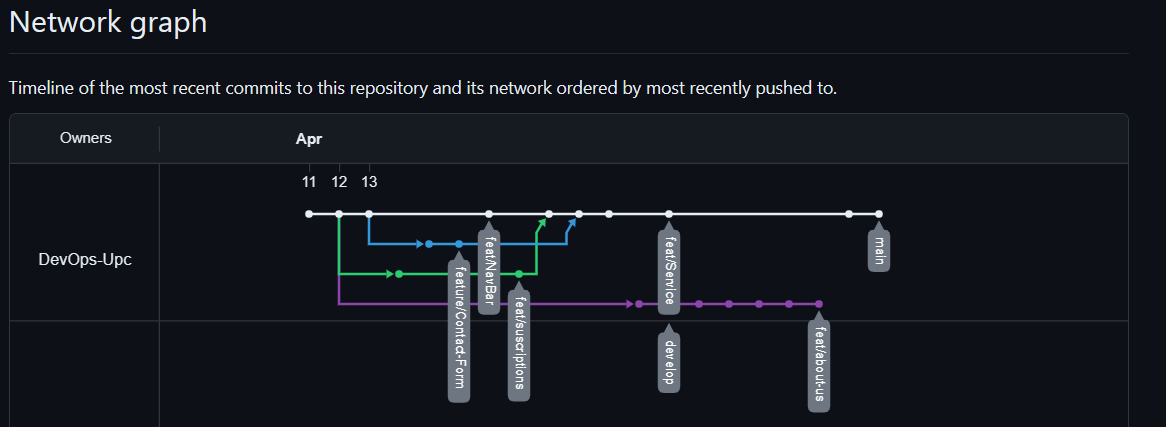 Network graph
Timeline of the most recent commits to this repository and its network ordered by most recently pushed to.
Owners
Apr
11 12 13
DevOps-Upc
feature/Contact-Form
feat/NavBar
feat/suscriptions
feat/Service
develop
feat/about-us
main